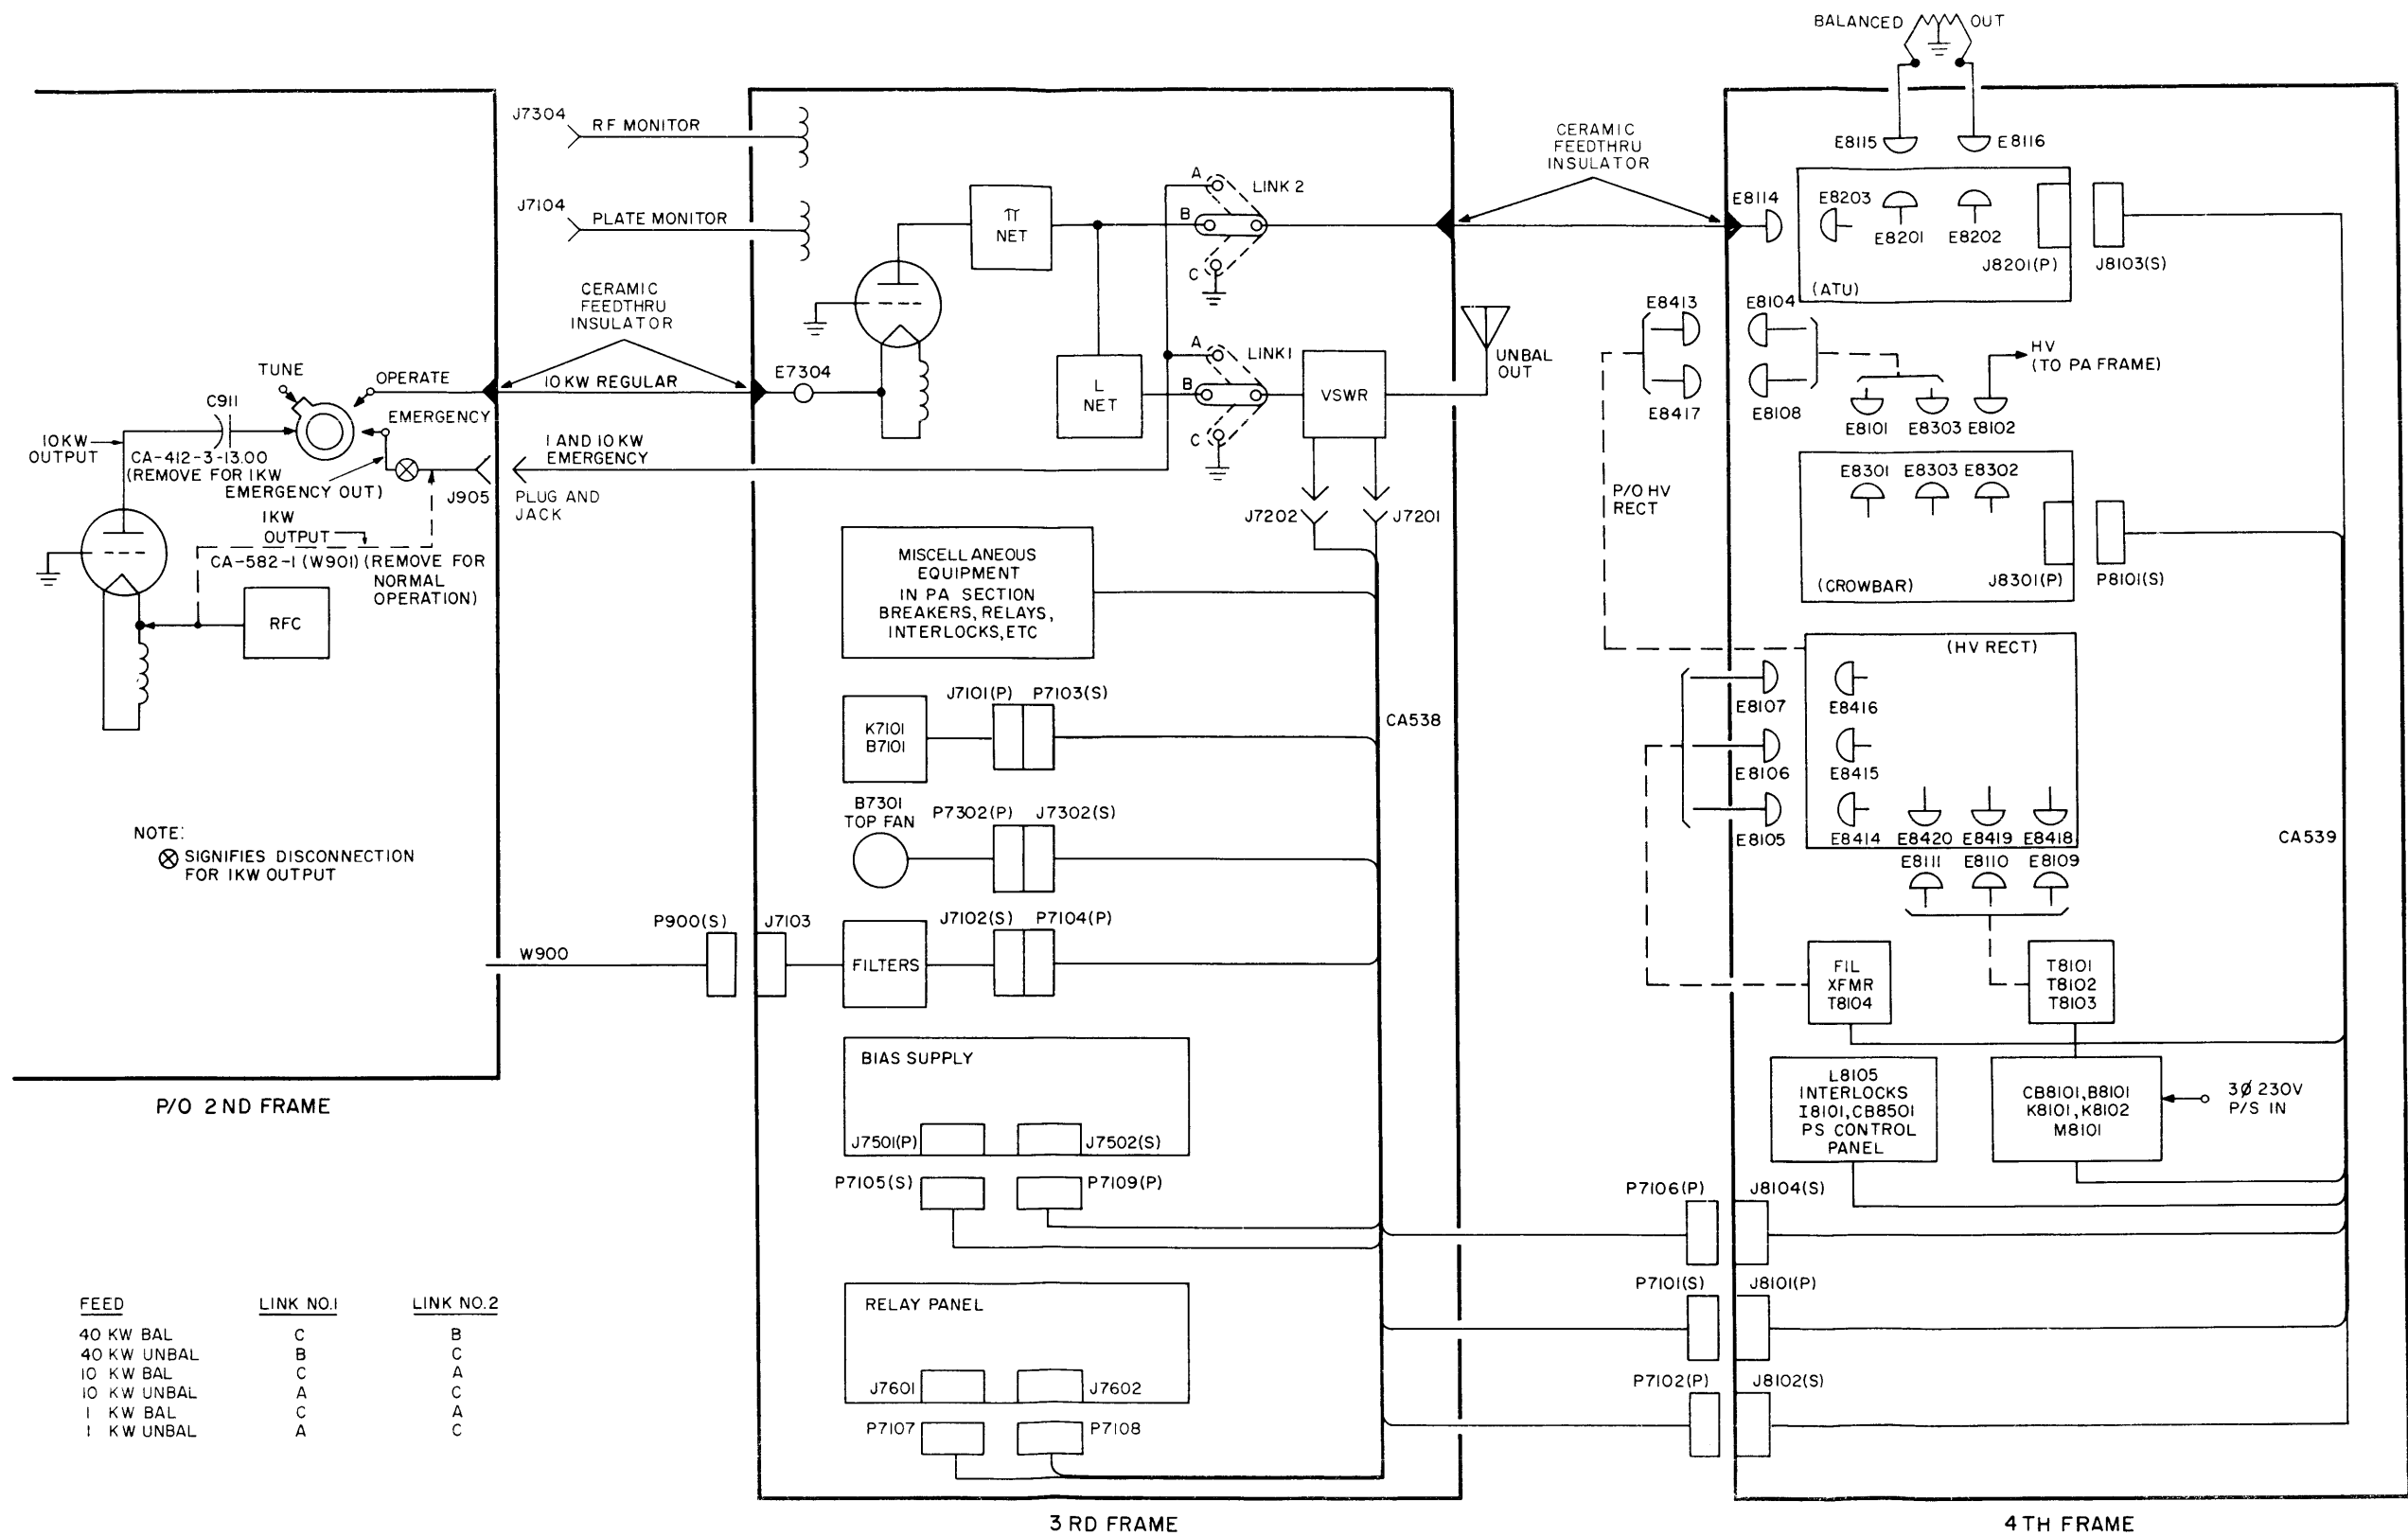 BALANCED OUT
J7304
RF MONITOR
J7104
PLATE MONITOR
CERAMIC
FEEDTHRU
INSULATOR
TUNE
OPERATE
C911
EMERGENCY
10KW REGULAR
E7304
10KW
OUTPUT
CA-412-3-13.00
(REMOVE FOR 1KW
EMERGENCY OUT)
1 AND 10 KW
EMERGENCY
J905
PLUG AND
JACK
1KW
OUTPUT
CA-582-1 (W901) (REMOVE FOR
NORMAL
OPERATION)
RFC
NOTE:
SIGNIFIES DISCONNECTION
FOR 1KW OUTPUT
W900
P900(S)
J7103
P/O 2ND FRAME
FEED LINK NO.1 LINK NO.2
40 KW BAL C B
40 KW UNBAL B C
10 KW BAL C A
10 KW UNBAL A C
1 KW BAL C A
1 KW UNBAL A C
π
NET
A
LINK 2
B
C
L
NET
A
LINK1
B
C
VSWR
UNBAL
OUT
J7202
J7201
MISCELLANEOUS
EQUIPMENT
IN PA SECTION
BREAKERS, RELAYS,
INTERLOCKS, ETC
J7101(P) P7103(S)
K7101
B7101
CA538
B7301
TOP FAN
P7302(P) J7302(S)
J7102(S) P7104(P)
FILTERS
BIAS SUPPLY
J7501(P)
J7502(S)
P7105(S)
P7109(P)
RELAY PANEL
J7601
J7602
P7107
P7108
3RD FRAME
CERAMIC
FEEDTHRU
INSULATOR
E8115
E8116
E8114
E8203
E8201
E8202
J8201(P)
J8103(S)
(ATU)
E8413
E8104
E8417
E8108
HV
(TO PA FRAME)
E8101
E8303
E8102
P/O HV
RECT
E8301
E8303
E8302
J8301(P)
P8101(S)
(CROWBAR)
(HV RECT)
E8107
E8416
E8106
E8415
E8105
E8414
E8420
E8419
E8418
E8111
E8110
E8109
CA539
FIL
XFMR
T8104
T8101
T8102
T8103
L8105
INTERLOCKS
I8101, CB8501
PS CONTROL
PANEL
CB8101, B8101
K8101, K8102
M8101
3Ø 230V
P/S IN
P7106(P)
J8104(S)
P7101(S)
J8101(P)
P7102(P)
J8102(S)
4TH FRAME